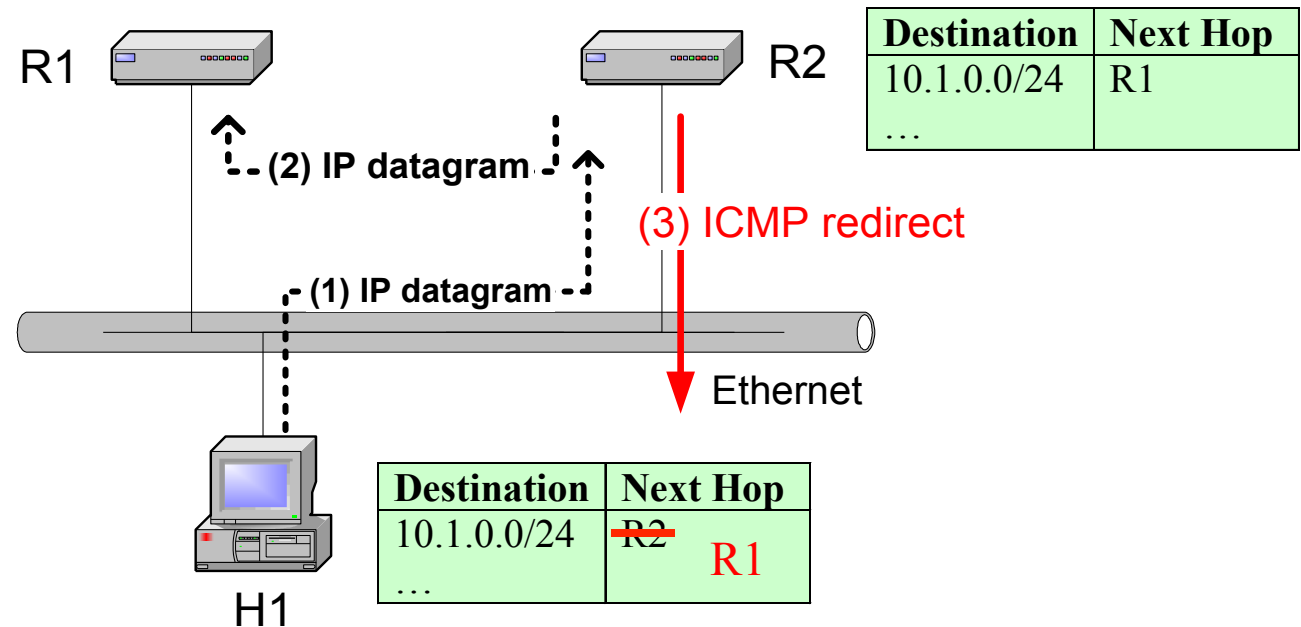 R1
R2
Destination Next Hop
10.1.0.0/24 R1
…
(2) IP datagram
(3) ICMP redirect
(1) IP datagram
Ethernet
Destination Next Hop
10.1.0.0/24 R2 R1
…
H1